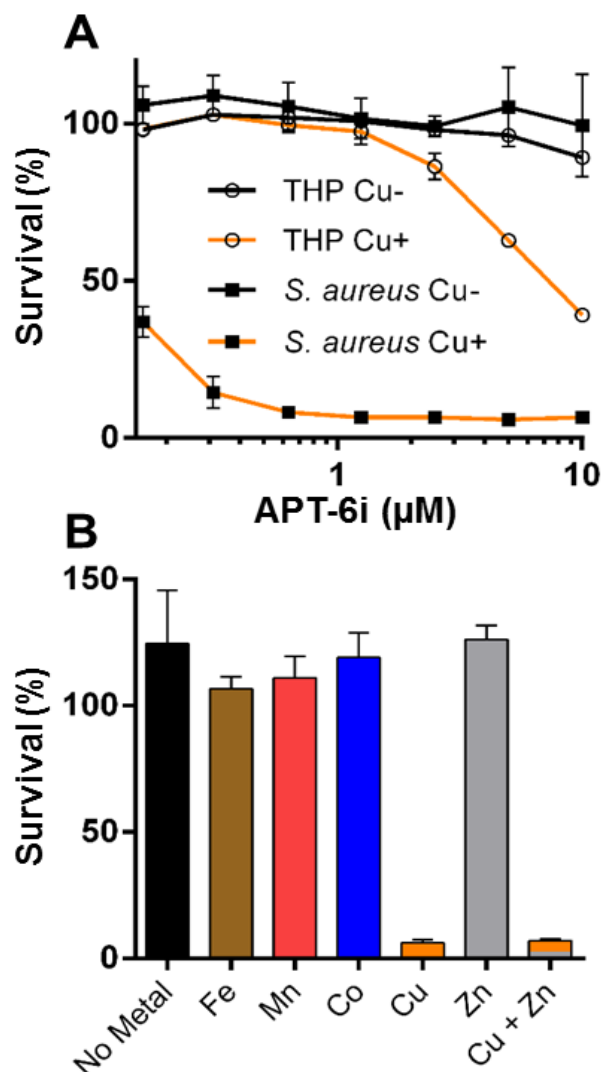 A
Survival (%)
100
50
0
THP Cu-
THP Cu+
S. aureus Cu-
S. aureus Cu+
1
10
APT-6i (µM)
B
Survival (%)
150
100
50
0
No Metal
Fe
Mn
Co
Cu
Zn
Cu + Zn